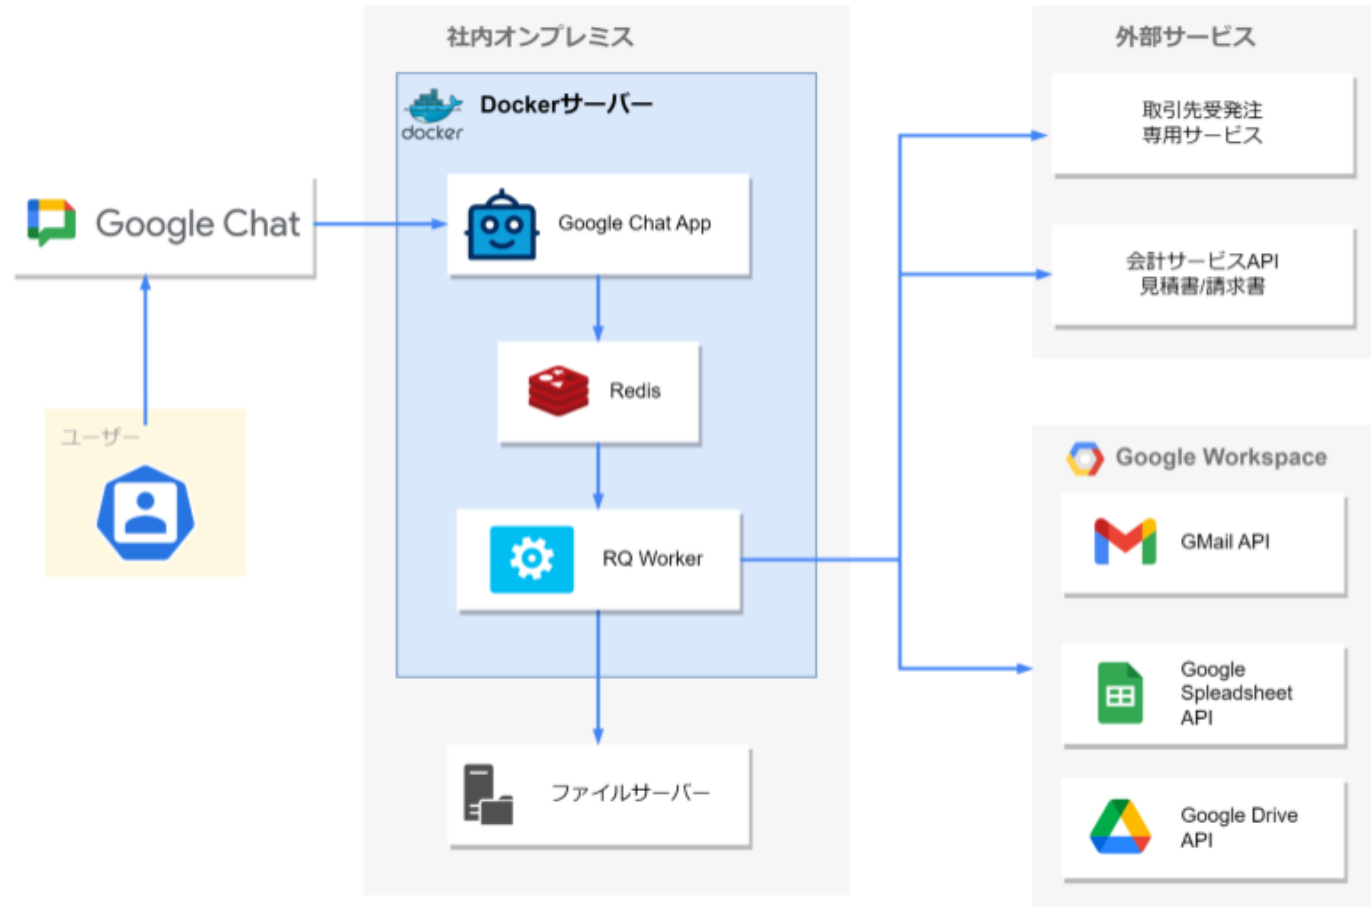 社内オンプレミス
docker
Dockerサーバー
Google Chat
Google Chat App
Redis
RQ Worker
ファイルサーバー
ユーザー
外部サービス
取引先受発注
専用サービス
会計サービスAPI
見積書/請求書
Google Workspace
GMail API
Google
Spleadsheet
API
Google Drive
API